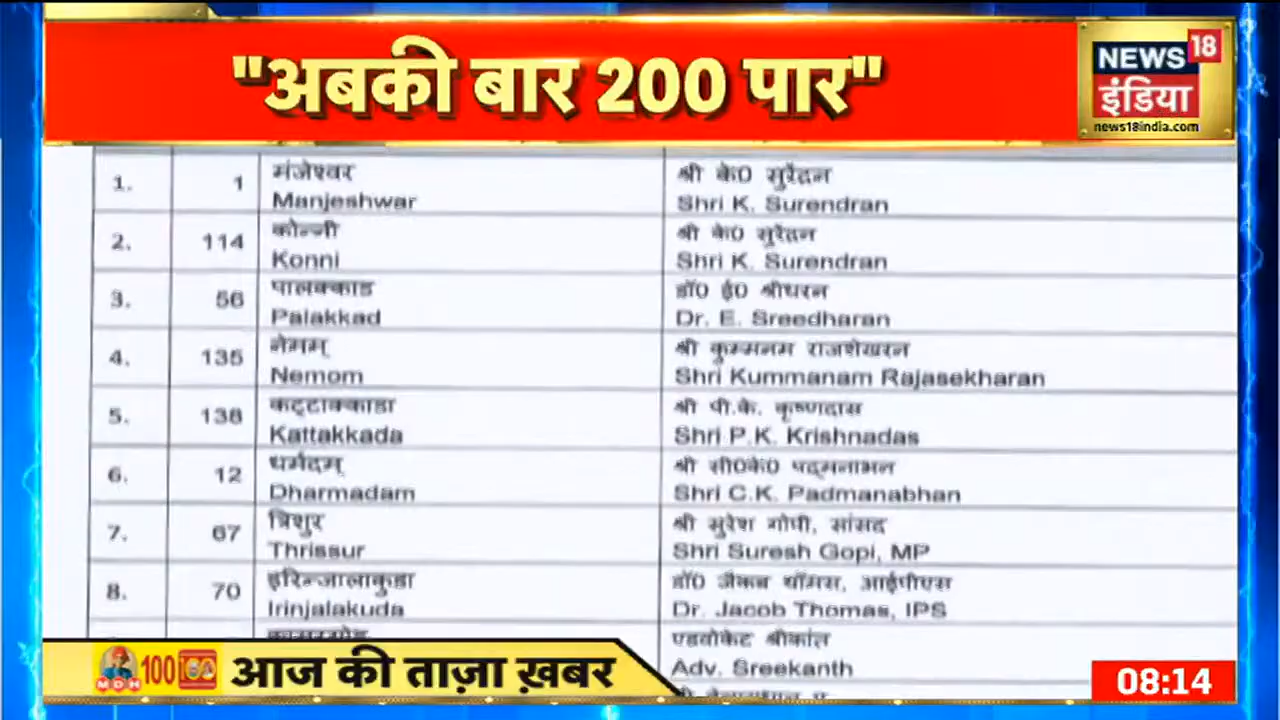 "अबकी बार 200 पार"
NEWS 18
इंडिया
news18india.com
1. 1 मंजेश्वर श्री के0 सुरेंद्रन
Manjeshwar Shri K. Surendran
2. 114 कोन्नी श्री के0 सुरेंद्रन
Konni Shri K. Surendran
3. 56 पालक्काड डॉ0 ई0 श्रीधरन
Palakkad Dr. E. Sreedharan
4. 135 नेमम् श्री कुम्मनम राजशेखरन
Nemom Shri Kummanam Rajasekharan
5. 138 कट्टाक्काडा श्री पी.के. कृष्णदास
Kattakkada Shri P.K. Krishnadas
6. 12 धर्मदम् श्री सी0के0 पद्मनाभन
Dharmadam Shri C.K. Padmanabhan
7. 67 त्रिशुर श्री सुरेश गोपी, सांसद
Thrissur Shri Suresh Gopi, MP
8. 70 इरिन्जालाकुडा डॉ0 जैकब थॉमस, आईपीएस
Irinjalakuda Dr. Jacob Thomas, IPS
एडवोकेट श्रीकांत
Adv. Sreekanth
MDH 100 आज की ताज़ा ख़बर
08:14